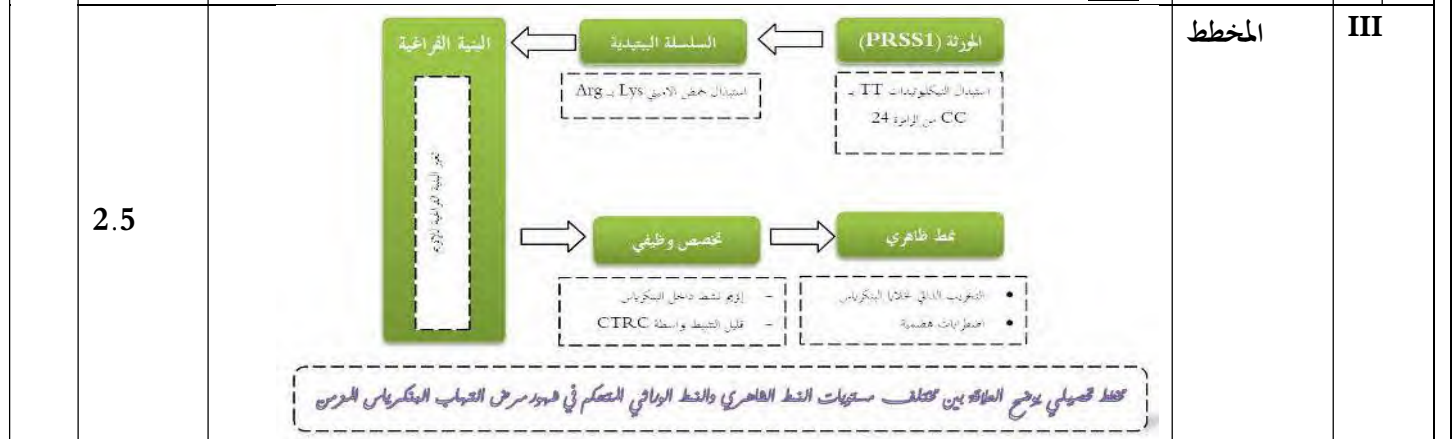 III
المخطط
2.5
المورثة (PRSS1)
السلسلة الببتيدية
البنية الفراغية
استبدال النيكليوتيدات TT بـ
CC من الرامزة 24
استبدال حمض الاميني Lys بـ Arg
تغير البنية الفراغية للإنزيم
تخصص وظيفي
نمط ظاهري
- إنزيم نشط داخل البنكرياس
- قليل التثبيط بواسطة CTRC
• التخريب الذاتي لخلايا البنكرياس
• اضطرابات هضمية
مخطط تحصيلي يوضح العلاقة بين مختلف مستويات النمط الظاهري والنمط الوراثي المتحكم في ظهور مرض التهاب البنكرياس المزمن